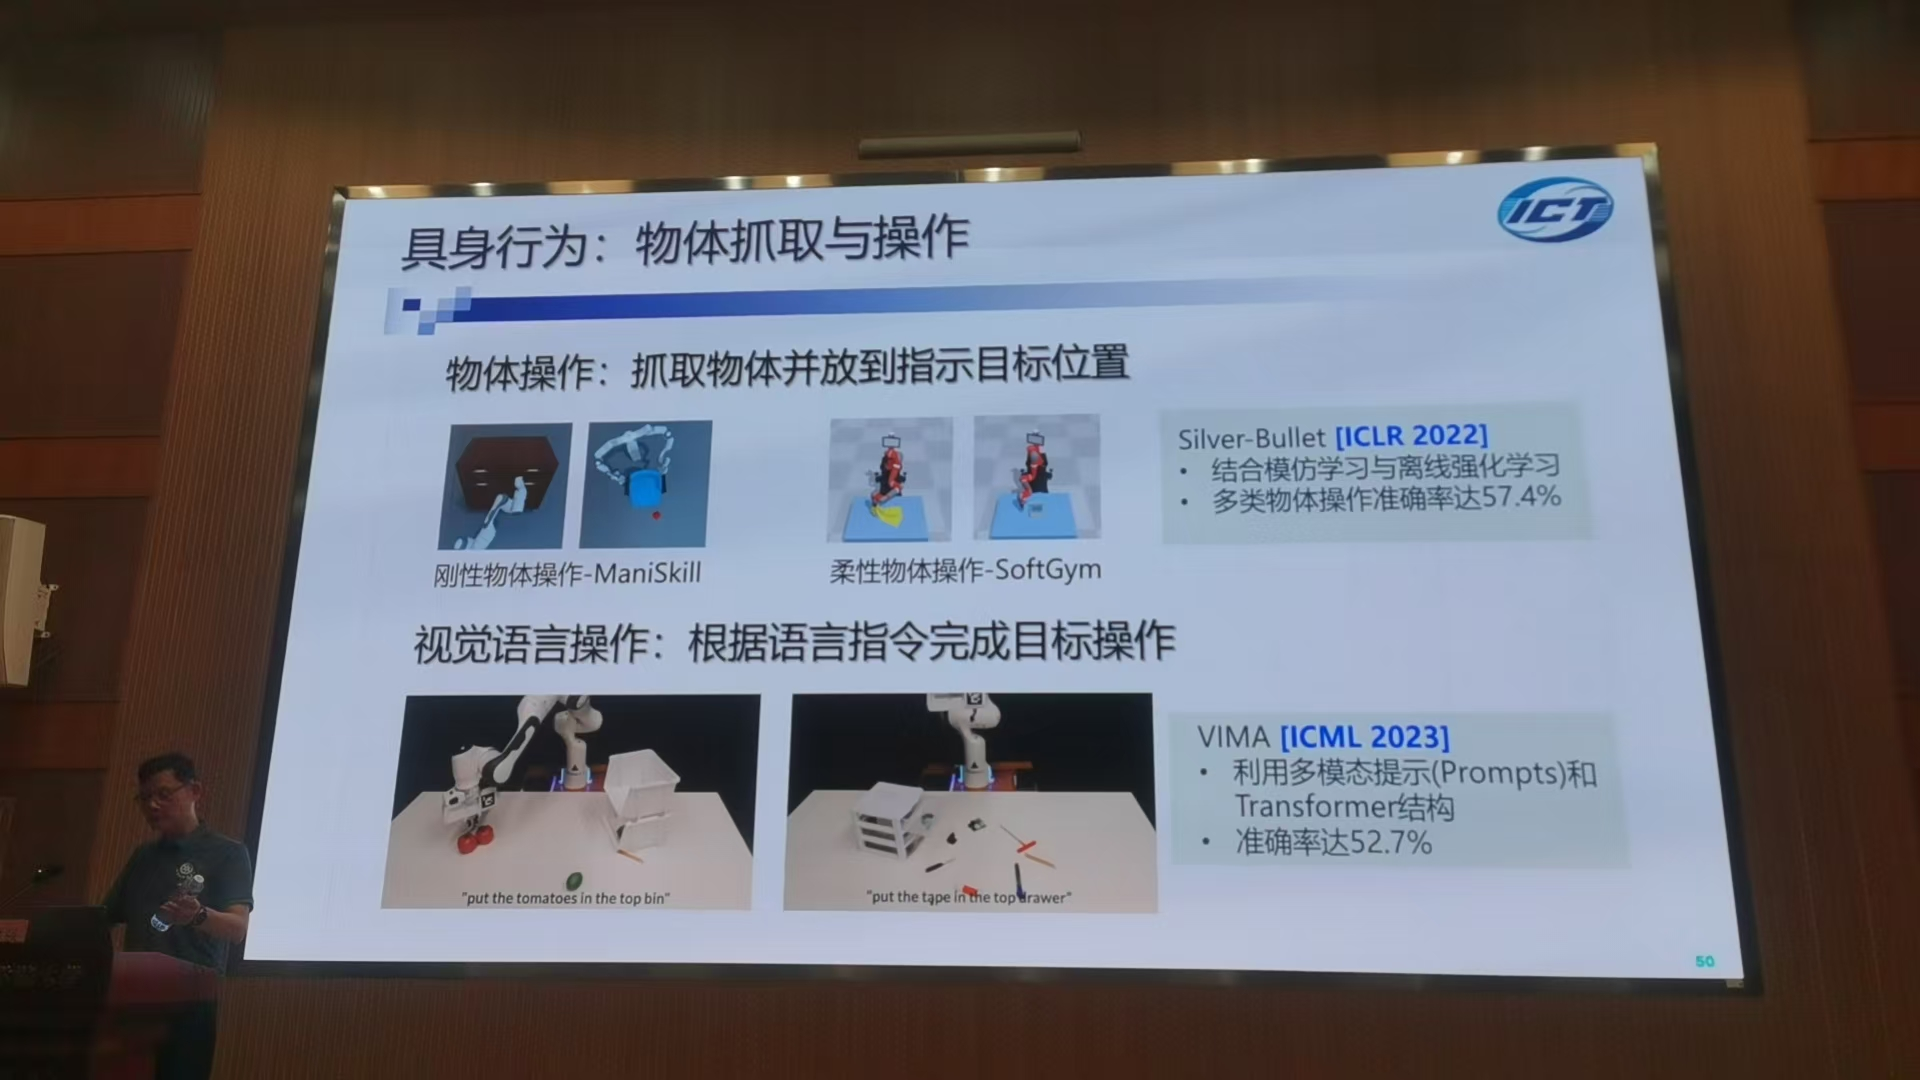 具身行为：物体抓取与操作
ICT
物体操作：抓取物体并放到指示目标位置
刚性物体操作-ManiSkill
柔性物体操作-SoftGym
Silver-Bullet [ICLR 2022]
• 结合模仿学习与离线强化学习
• 多类物体操作准确率达57.4%
视觉语言操作：根据语言指令完成目标操作
"put the tomatoes in the top bin"
"put the tape in the top drawer"
VIMA [ICML 2023]
• 利用多模态提示(Prompts)和
Transformer结构
• 准确率达52.7%
50